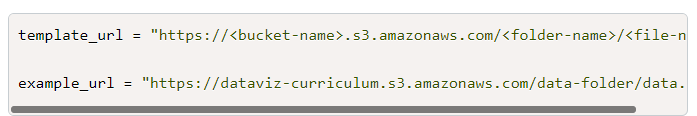 template_url = "https://<bucket-name>.s3.amazonaws.com/<folder-name>/<file-n
example_url = "https://dataviz-curriculum.s3.amazonaws.com/data-folder/data.